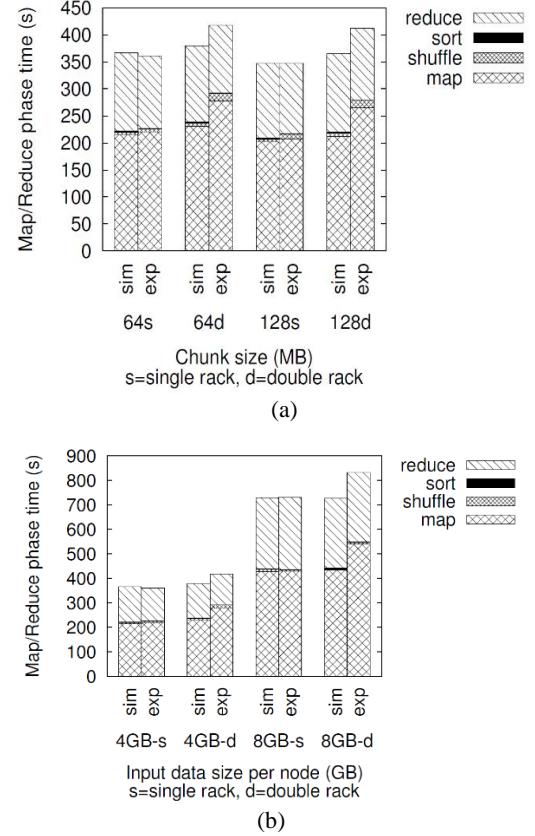 Map/Reduce phase time (s)
450
400
350
300
250
200
150
100
50
0
reduce
sort
shuffle
map
sim exp sim exp sim exp sim exp
64s 64d 128s 128d
Chunk size (MB)
s=single rack, d=double rack
(a)
Map/Reduce phase time (s)
900
800
700
600
500
400
300
200
100
0
reduce
sort
shuffle
map
sim exp sim exp sim exp sim exp
4GB-s 4GB-d 8GB-s 8GB-d
Input data size per node (GB)
s=single rack, d=double rack
(b)